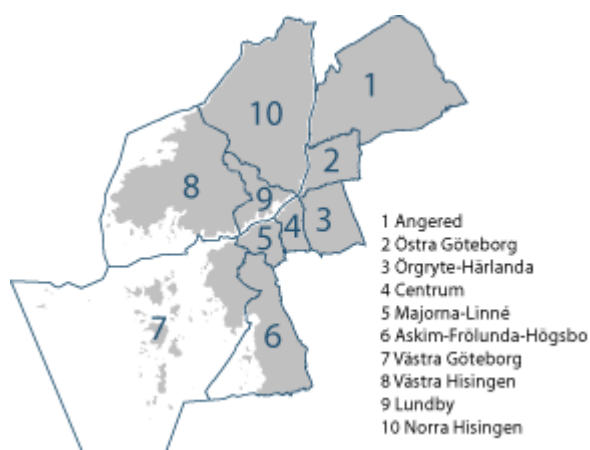 10
1
2
8
9
3
4
5
6
7
1 Angered
2 Östra Göteborg
3 Örgryte-Härlanda
4 Centrum
5 Majorna-Linné
6 Askim-Frölunda-Högsbo
7 Västra Göteborg
8 Västra Hisingen
9 Lundby
10 Norra Hisingen